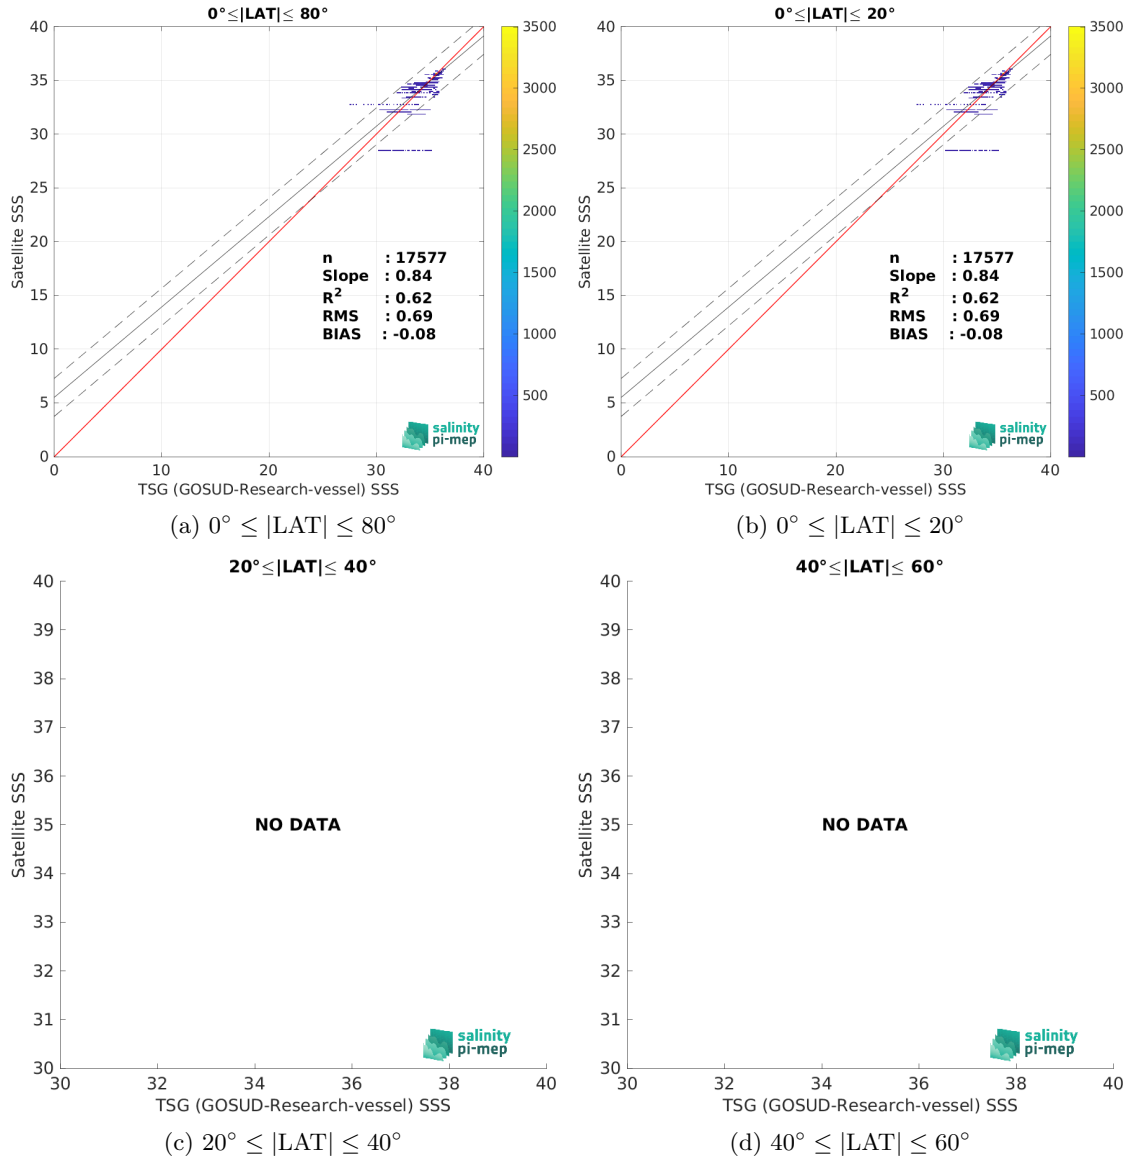 0°≤|LAT|≤ 80°
40
35
30
25
20
15
10
5
0
Satellite SSS
n : 17577
Slope : 0.84
R² : 0.62
RMS : 0.69
BIAS : -0.08
salinity
pi-mep
0 10 20 30 40
TSG (GOSUD-Research-vessel) SSS
3500
3000
2500
2000
1500
1000
500
(a) 0° ≤ |LAT| ≤ 80°
0°≤|LAT|≤ 20°
40
35
30
25
20
15
10
5
0
Satellite SSS
n : 17577
Slope : 0.84
R² : 0.62
RMS : 0.69
BIAS : -0.08
salinity
pi-mep
0 10 20 30 40
TSG (GOSUD-Research-vessel) SSS
3500
3000
2500
2000
1500
1000
500
(b) 0° ≤ |LAT| ≤ 20°
20°≤|LAT|≤ 40°
40
39
38
37
36
35
34
33
32
31
30
Satellite SSS
NO DATA
salinity
pi-mep
30 32 34 36 38 40
TSG (GOSUD-Research-vessel) SSS
(c) 20° ≤ |LAT| ≤ 40°
40°≤|LAT|≤ 60°
40
39
38
37
36
35
34
33
32
31
30
Satellite SSS
NO DATA
salinity
pi-mep
30 32 34 36 38 40
TSG (GOSUD-Research-vessel) SSS
(d) 40° ≤ |LAT| ≤ 60°